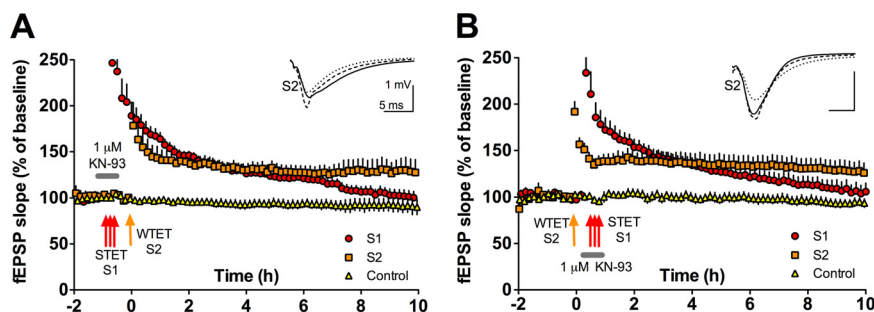 A
fEPSP slope (% of baseline)
250
200
150
100
50
0
1 µM
KN-93
STET
S1
WTET
S2
S2
1 mV
5 ms
S1
S2
Control
Time (h)
-2 0 2 4 6 8 10
B
fEPSP slope (% of baseline)
250
200
150
100
50
0
WTET
S2
STET
S1
1 µM KN-93
S2
S1
S2
Control
Time (h)
-2 0 2 4 6 8 10